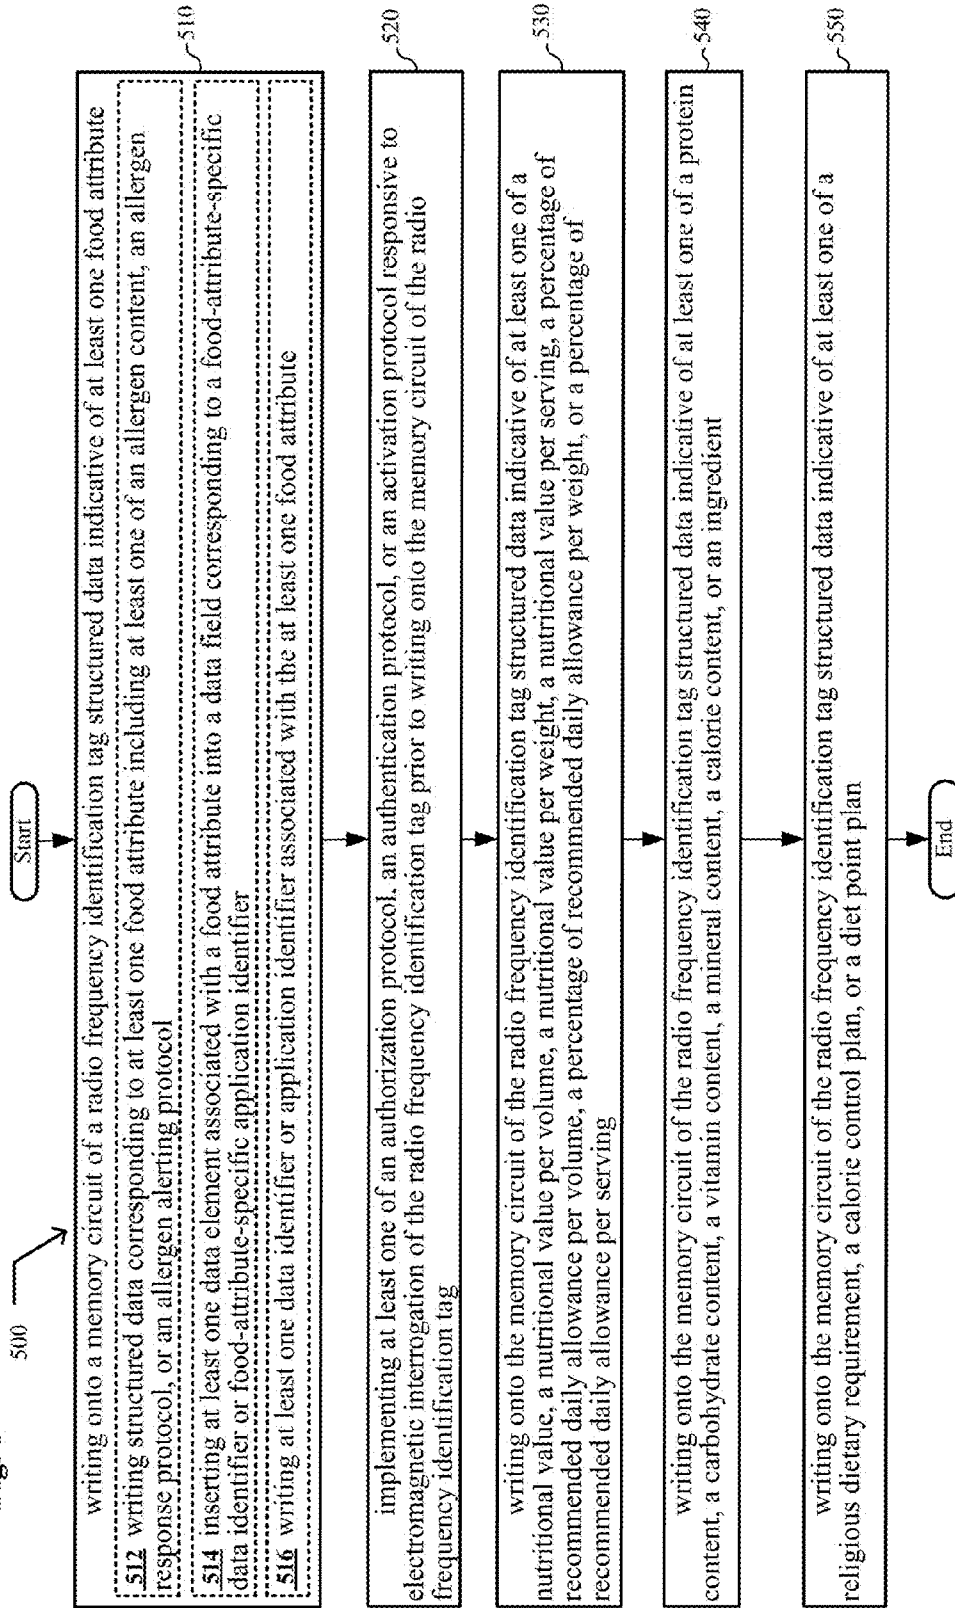 500
Start
writing onto a memory circuit of a radio frequency identification tag structured data indicative of at least one food attribute
512 writing structured data corresponding to at least one food attribute including at least one of an allergen content, an allergen
response protocol, or an allergen alerting protocol
514 inserting at least one data element associated with a food attribute into a data field corresponding to a food-attribute-specific
data identifier or food-attribute-specific application identifier
516 writing at least one data identifier or application identifier associated with the at least one food attribute
510
implementing at least one of an authorization protocol, an authentication protocol, or an activation protocol responsive to
electromagnetic interrogation of the radio frequency identification tag prior to writing onto the memory circuit of the radio
frequency identification tag
520
writing onto the memory circuit of the radio frequency identification tag structured data indicative of at least one of a
nutritional value, a nutritional value per volume, a nutritional value per weight, a nutritional value per serving, a percentage of
recommended daily allowance per volume, a percentage of recommended daily allowance per weight, or a percentage of
recommended daily allowance per serving
530
writing onto the memory circuit of the radio frequency identification tag structured data indicative of at least one of a protein
content, a carbohydrate content, a vitamin content, a mineral content, a calorie content, or an ingredient
540
writing onto the memory circuit of the radio frequency identification tag structured data indicative of at least one of a
religious dietary requirement, a calorie control plan, or a diet point plan
550
End